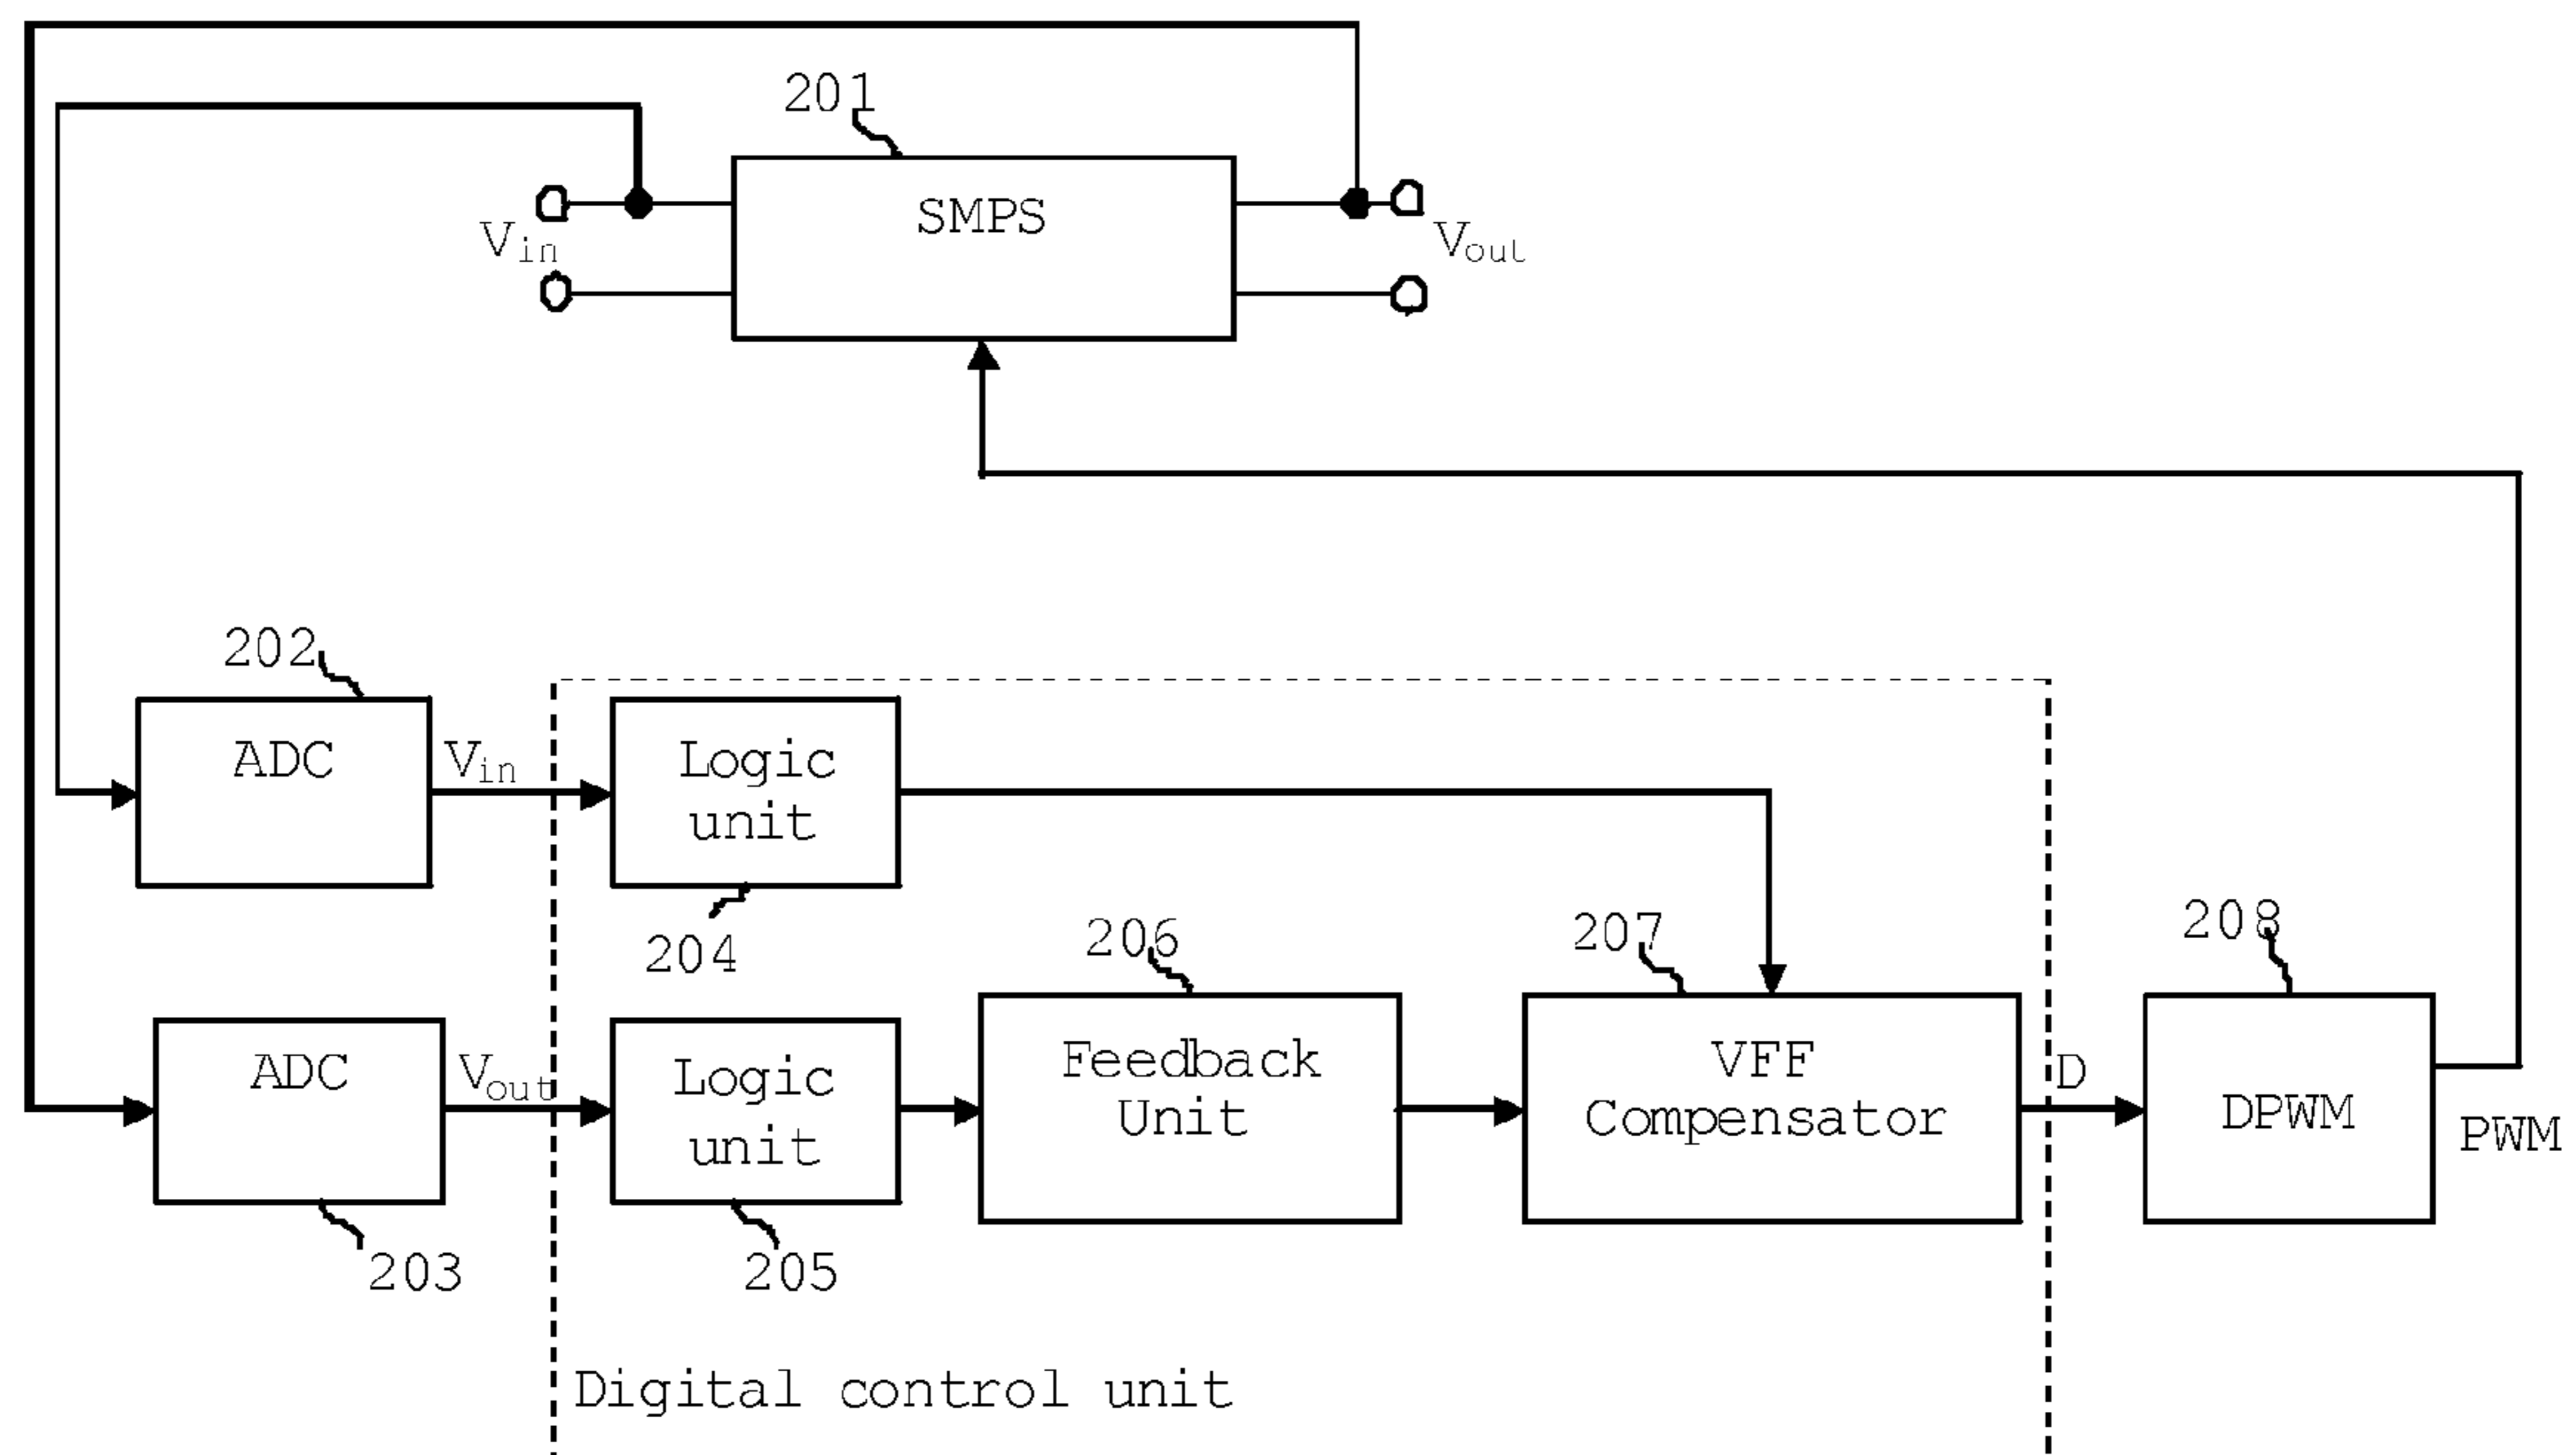 201
SMPS
Vin
Vout
202
ADC
Vin
Logic
unit
204
206
207
208
ADC
Vout
Logic
unit
Feedback
Unit
VFF
Compensator
D
DPWM
PWM
203
205
Digital control unit